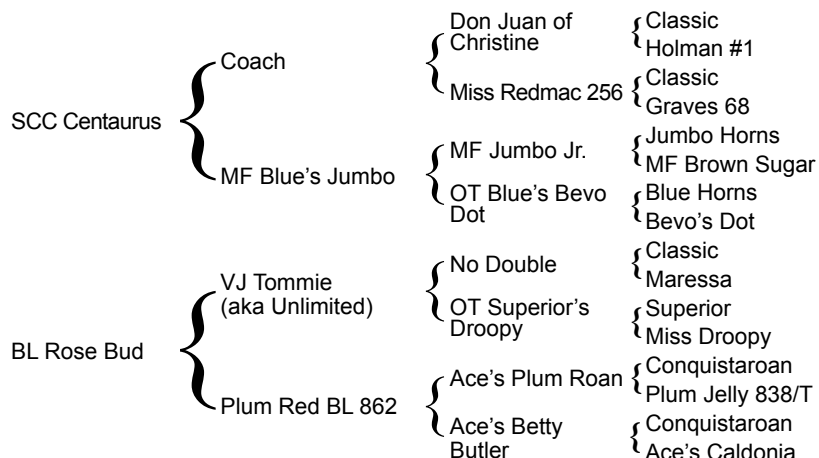 SCC Centaurus
Coach
Don Juan of
Christine
Classic
Holman #1
Miss Redmac 256
Classic
Graves 68
MF Blue’s Jumbo
MF Jumbo Jr.
Jumbo Horns
MF Brown Sugar
OT Blue’s Bevo
Dot
Blue Horns
Bevo’s Dot
BL Rose Bud
VJ Tommie
(aka Unlimited)
No Double
Classic
Maressa
OT Superior’s
Droopy
Superior
Miss Droopy
Plum Red BL 862
Ace’s Plum Roan
Conquistaroan
Plum Jelly 838/T
Ace’s Betty
Butler
Conquistaroan
Ace’s Caldonia